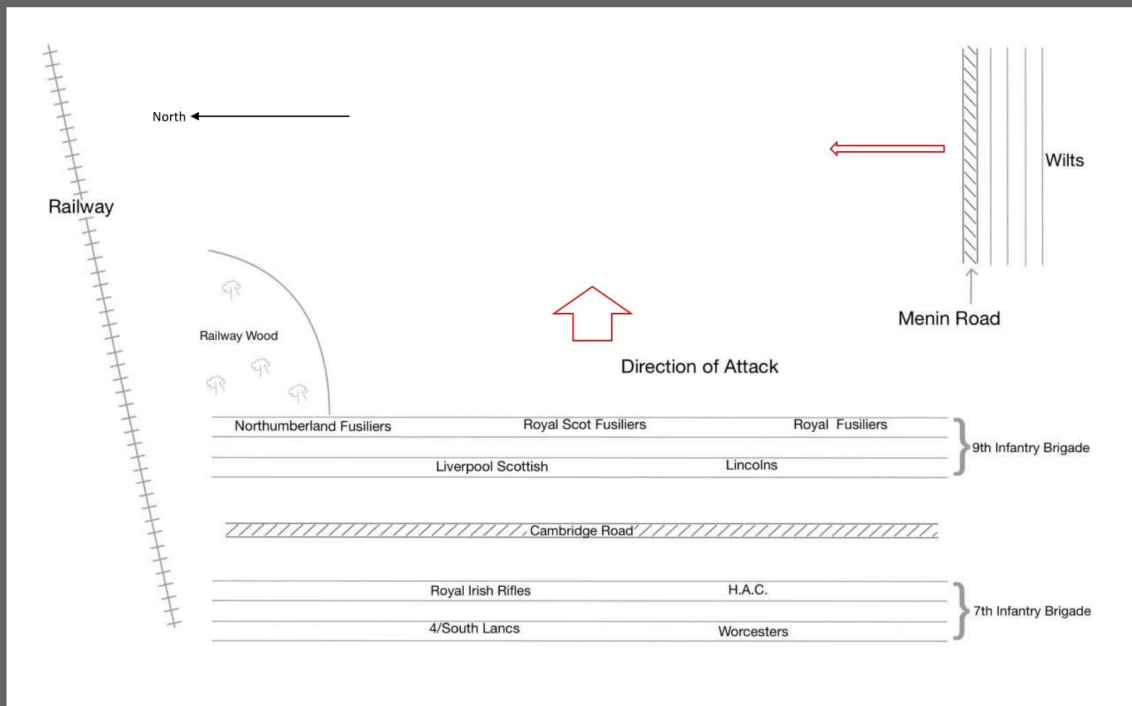 North
Wilts
Railway
Menin Road
Railway Wood
Direction of Attack
Northumberland Fusiliers
Royal Scot Fusiliers
Royal Fusiliers
9th Infantry Brigade
Liverpool Scottish
Lincolns
Cambridge Road
Royal Irish Rifles
H.A.C.
7th Infantry Brigade
4/South Lancs
Worcesters